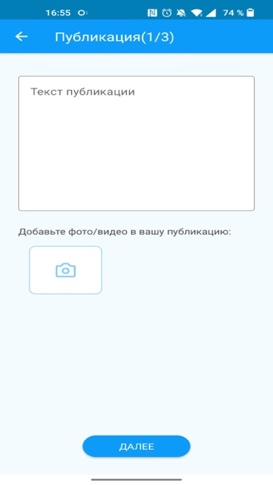 16:55 74 %
Публикация(1/3)
Текст публикации
Добавьте фото/видео в вашу публикацию:
ДАЛЕЕ